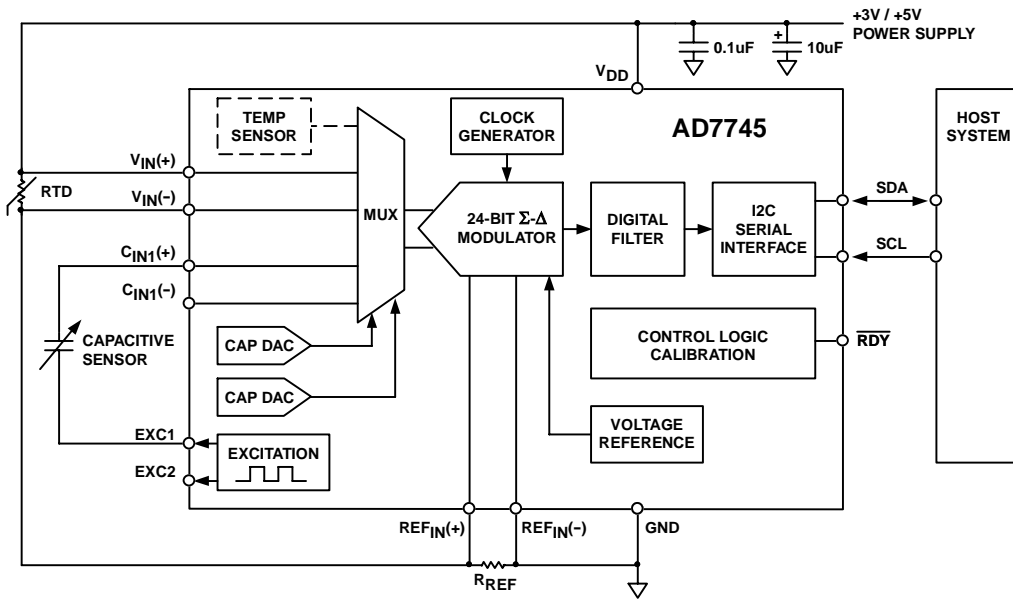 +3V / +5V
POWER SUPPLY
0.1uF
+
10uF
VDD
TEMP
SENSOR
CLOCK
GENERATOR
AD7745
HOST
SYSTEM
VIN(+)
RTD
VIN(–)
MUX
24-BIT Σ-Δ
MODULATOR
DIGITAL
FILTER
I2C
SERIAL
INTERFACE
SDA
SCL
CIN1(+)
CIN1(–)
CAPACITIVE
SENSOR
CAP DAC
CAP DAC
CONTROL LOGIC
CALIBRATION
RDY
VOLTAGE
REFERENCE
EXC1
EXC2
EXCITATION
REFIN(+)
REFIN(–)
GND
RREF